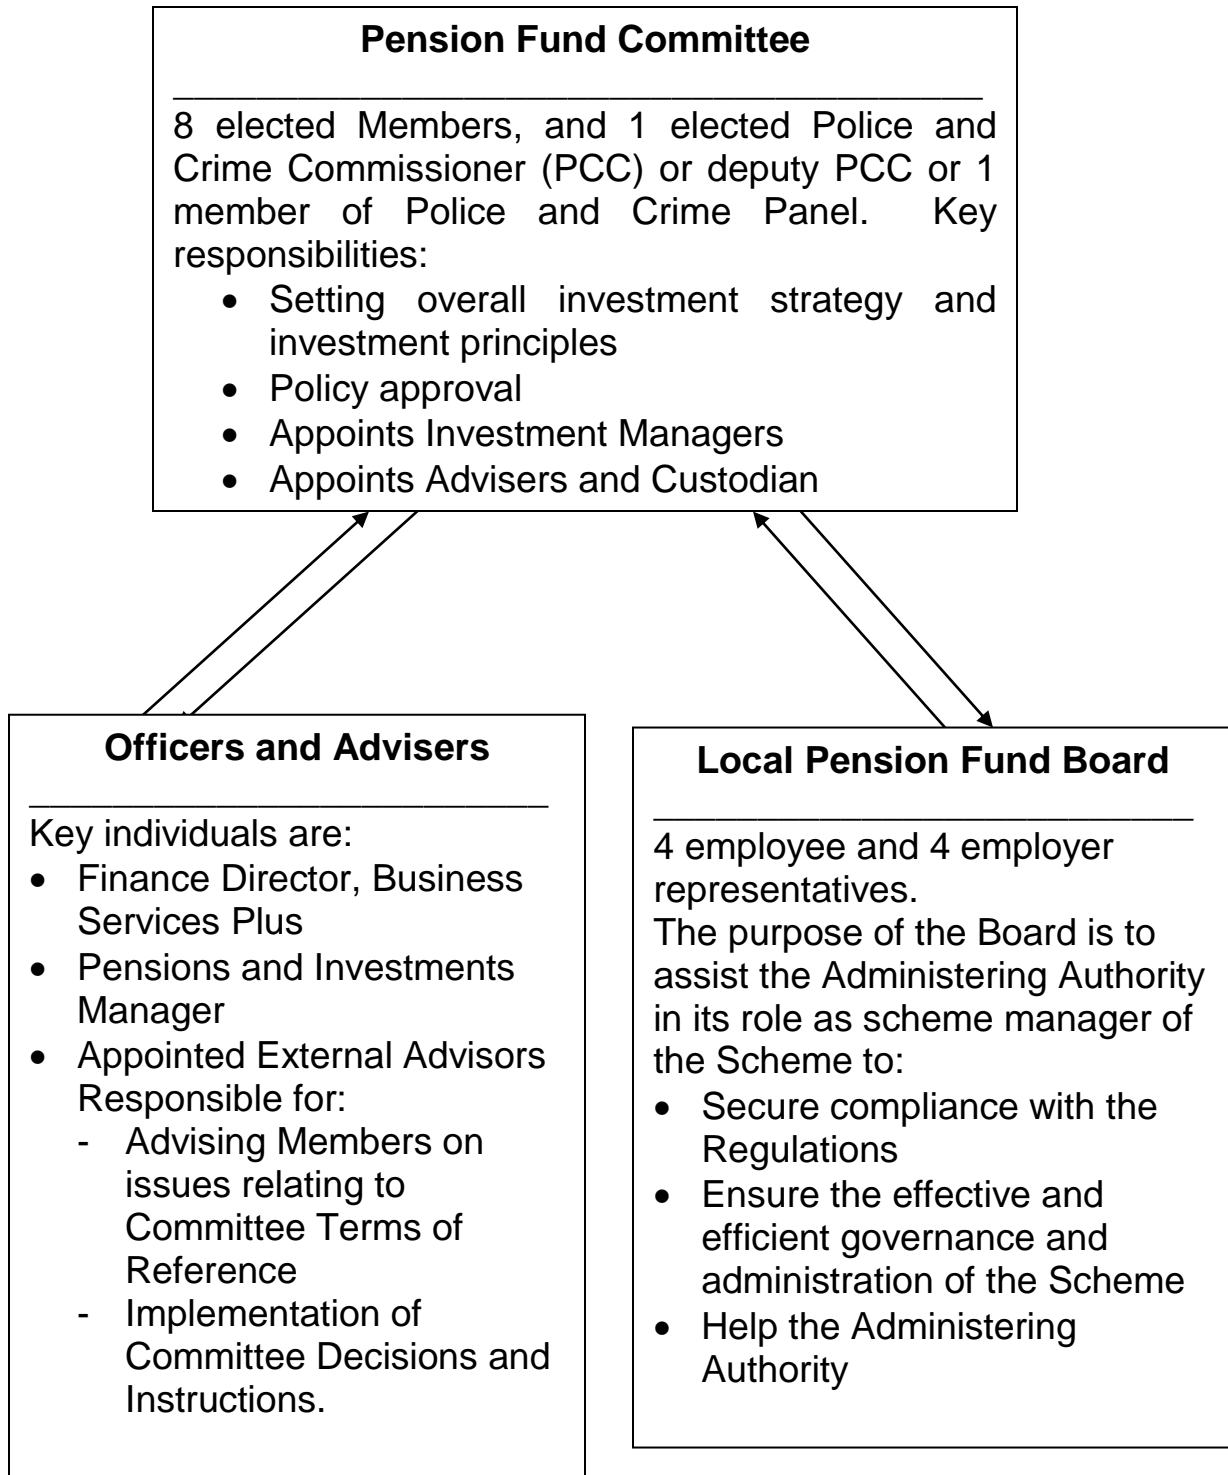 Pension Fund Committee
8 elected Members, and 1 elected Police and
Crime Commissioner (PCC) or deputy PCC or 1
member of Police and Crime Panel. Key
responsibilities:
• Setting overall investment strategy and
investment principles
• Policy approval
• Appoints Investment Managers
• Appoints Advisers and Custodian
Officers and Advisers
Key individuals are:
• Finance Director, Business
Services Plus
• Pensions and Investments
Manager
• Appointed External Advisors
Responsible for:
- Advising Members on
issues relating to
Committee Terms of
Reference
- Implementation of
Committee Decisions and
Instructions.
Local Pension Fund Board
4 employee and 4 employer
representatives.
The purpose of the Board is to
assist the Administering Authority
in its role as scheme manager of
the Scheme to:
• Secure compliance with the
Regulations
• Ensure the effective and
efficient governance and
administration of the Scheme
• Help the Administering
Authority